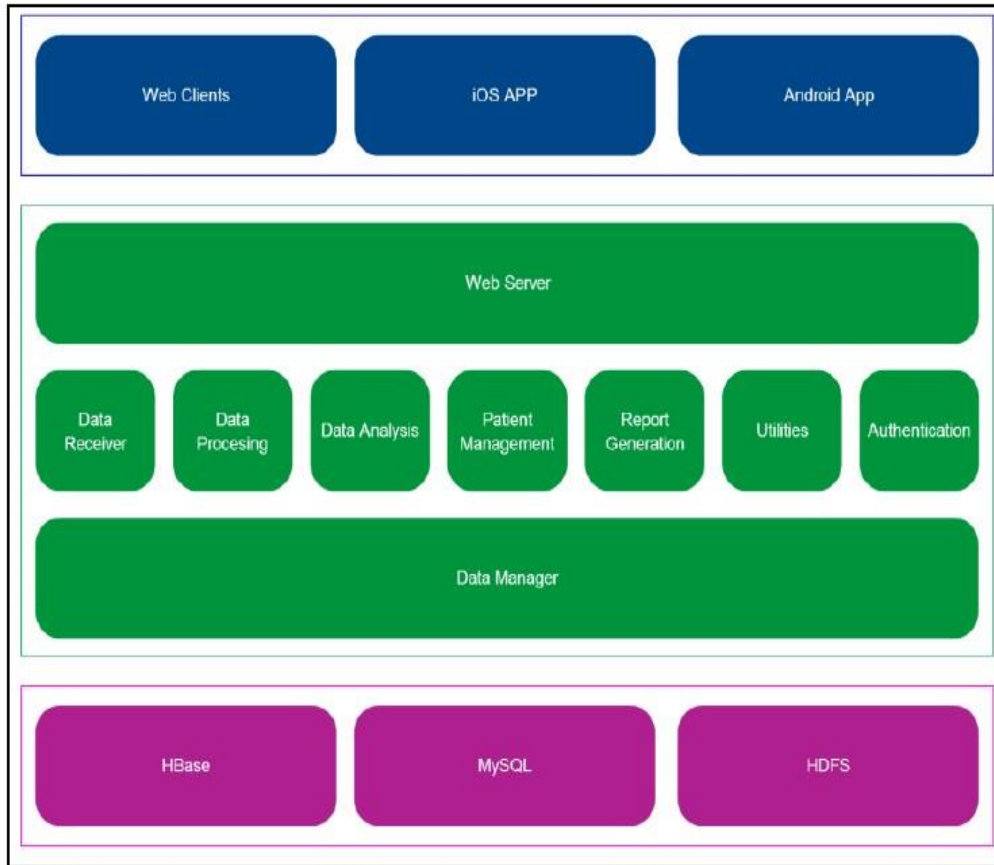 Web Clients
iOS APP
Android App
Web Server
Data
Receiver
Data
Procesing
Data Analysis
Patient
Management
Report
Generation
Utilities
Authentication
Data Manager
HBase
MySQL
HDFS